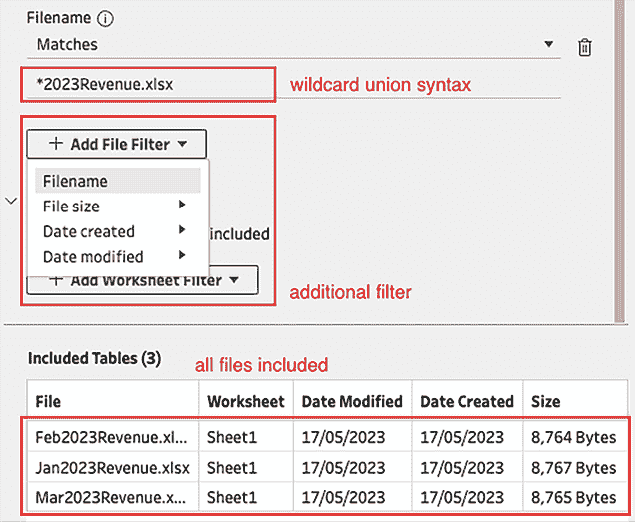 Filename
Matches
*2023Revenue.xlsx wildcard union syntax
+ Add File Filter
Filename
File size
Date created
included
Date modified
+ Add Worksheet Filter
additional filter
Included Tables (3) all files included
File Worksheet Date Modified Date Created Size
Feb2023Revenue.xl... Sheet1 17/05/2023 17/05/2023 8,764 Bytes
Jan2023Revenue.xlsx Sheet1 17/05/2023 17/05/2023 8,767 Bytes
Mar2023Revenue.x... Sheet1 17/05/2023 17/05/2023 8,765 Bytes